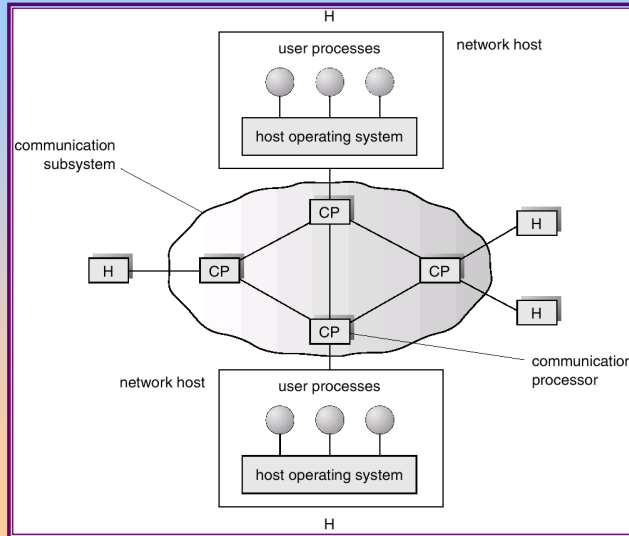 H
user processes
network host
host operating system
communication
subsystem
CP
H
H
CP
CP
H
CP
communication
processor
network host
user processes
host operating system
H